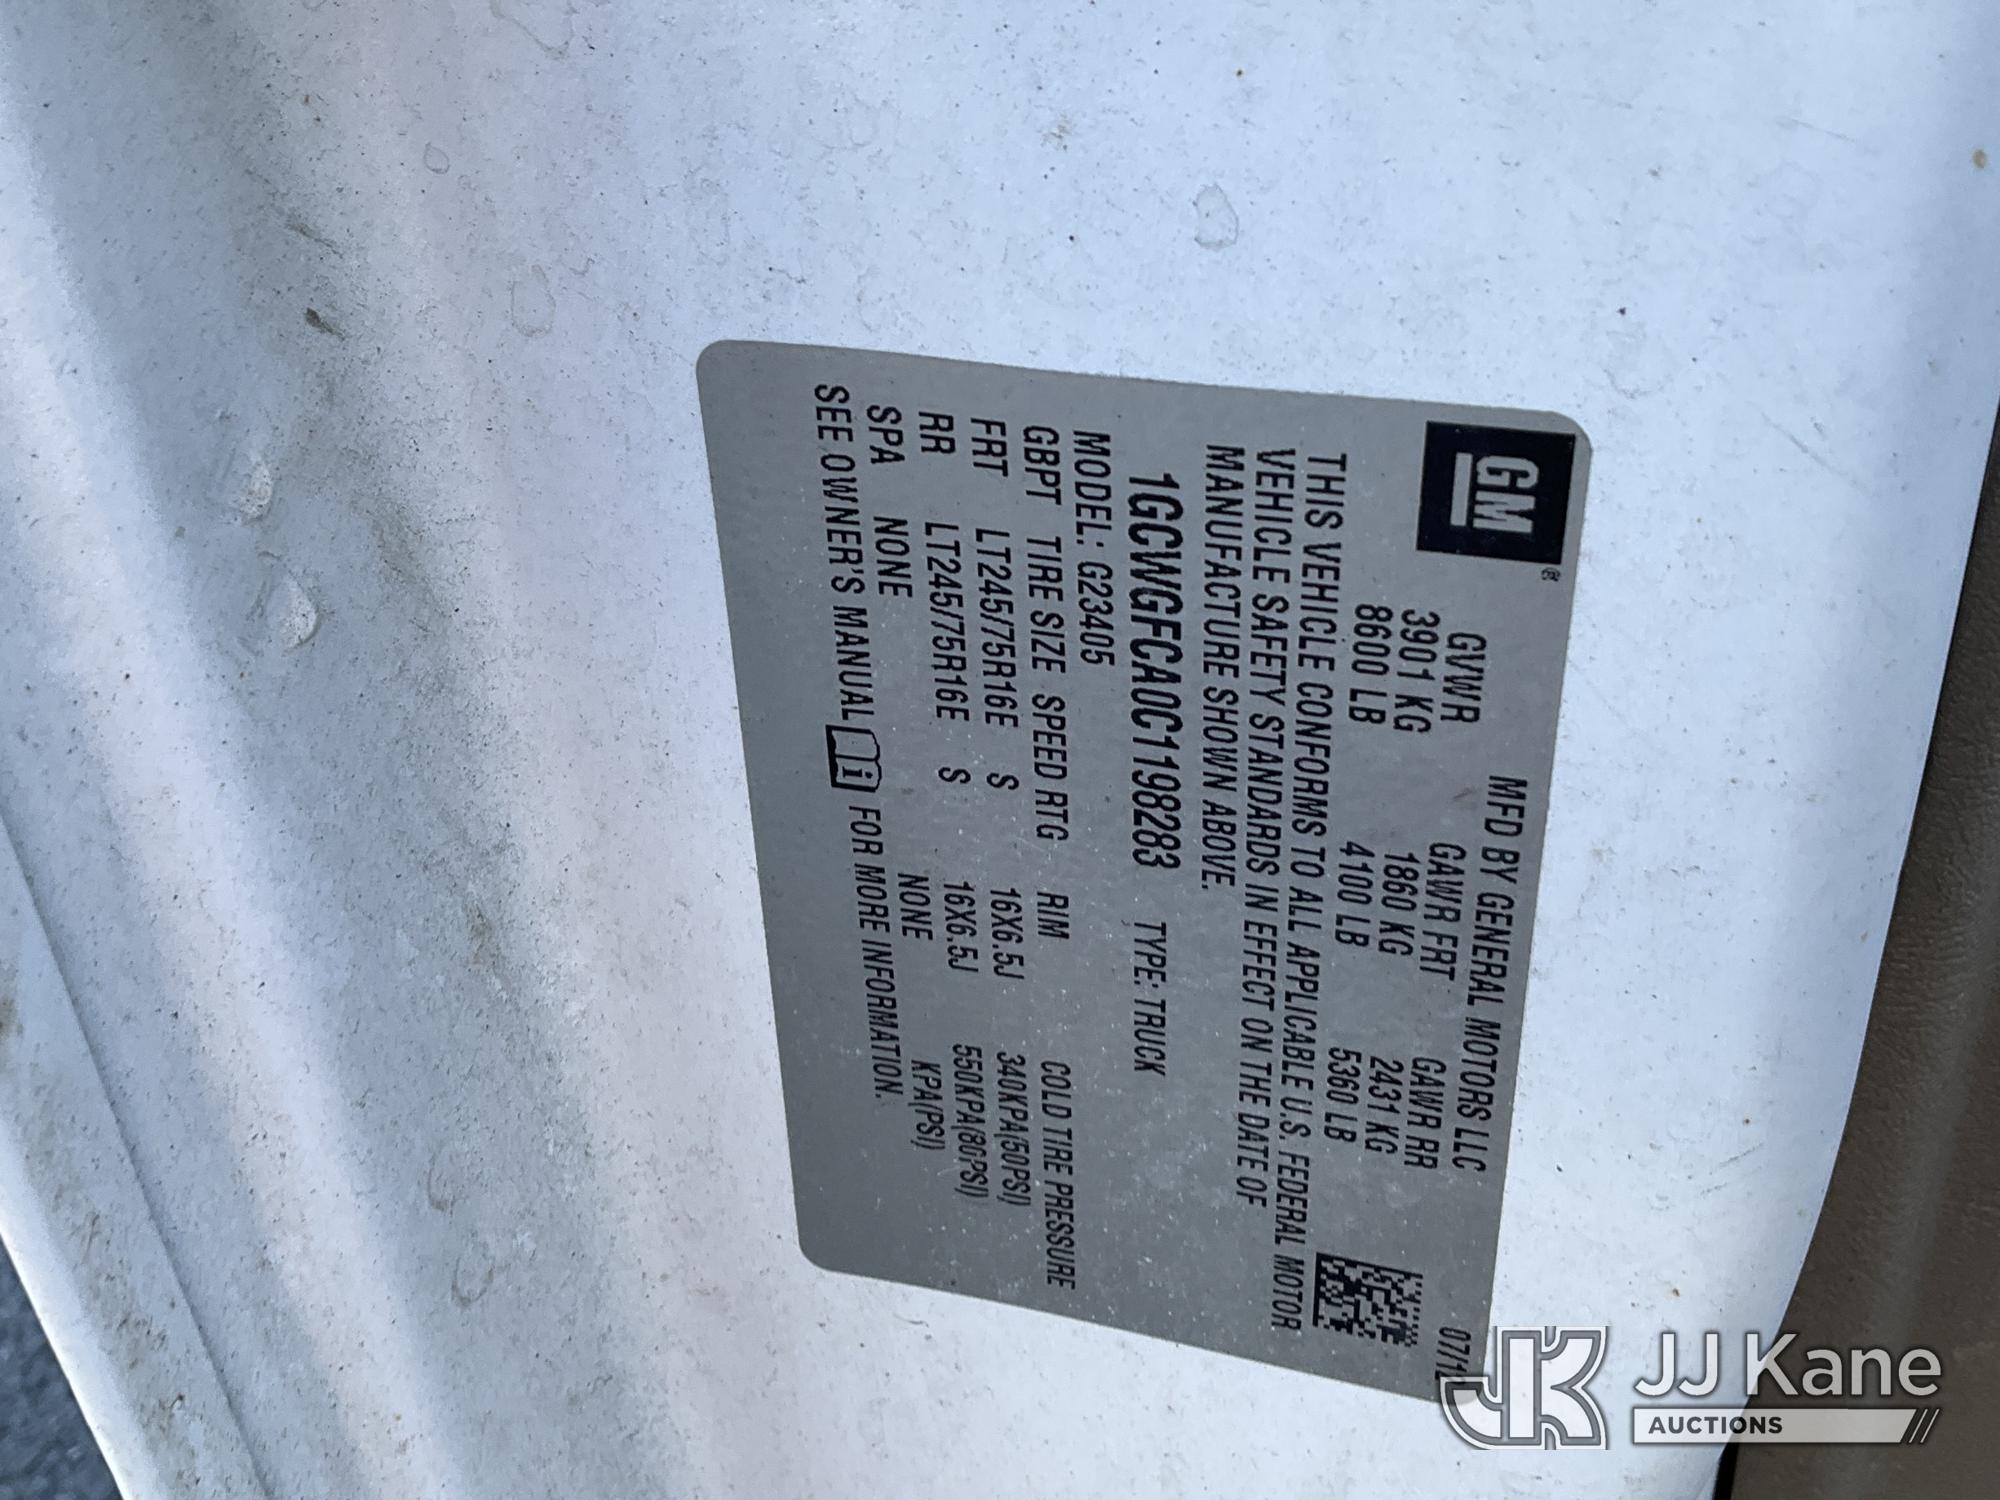 GM®
MFD BY GENERAL MOTORS LLC 07/12
GVWR GAWR FRT GAWR RR
3901 KG 1860 KG 2431 KG
8600 LB 4100 LB 5360 LB
THIS VEHICLE CONFORMS TO ALL APPLICABLE U.S. FEDERAL MOTOR
VEHICLE SAFETY STANDARDS IN EFFECT ON THE DATE OF
MANUFACTURE SHOWN ABOVE.
1GCWGFCA0C1198283 TYPE: TRUCK
MODEL: G23405
GBPT TIRE SIZE SPEED RTG RIM COLD TIRE PRESSURE
FRT LT245/75R16E S 16X6.5J 340KPA(50PSI)
RR LT245/75R16E S 16X6.5J 550KPA(80PSI)
SPA NONE NONE KPA(PSI)
SEE OWNER'S MANUAL i FOR MORE INFORMATION.
JK JJ Kane
AUCTIONS